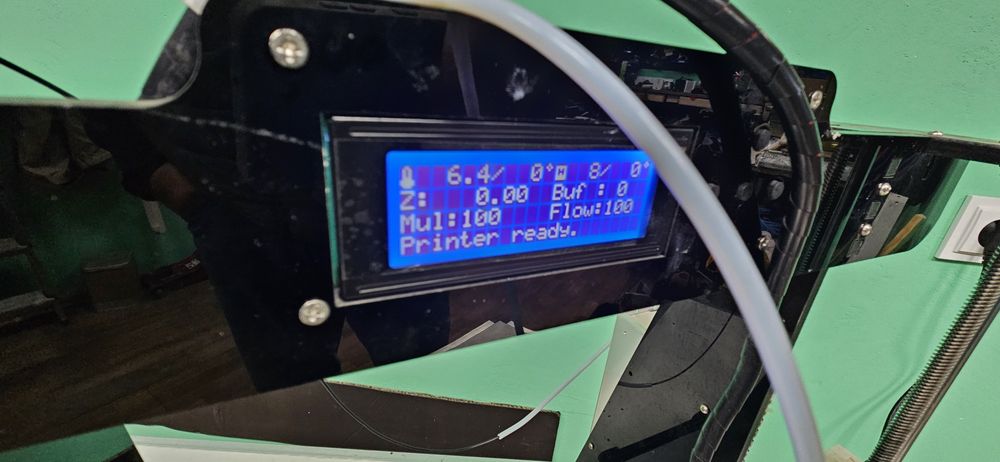 6.4/ 0° 8/ 0°
Z: 0.00 Buf : 0
Mul:100 Flow:100
Printer ready.